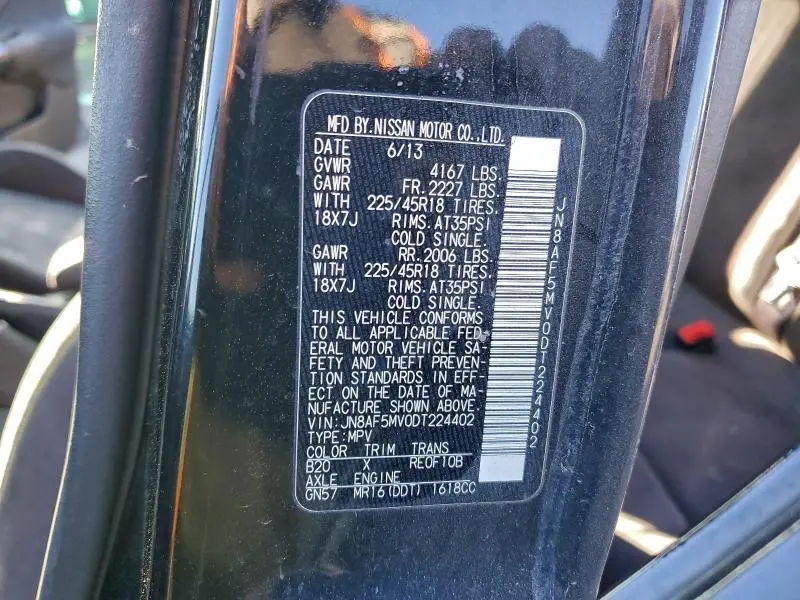 MFD BY.NISSAN MOTOR CO.,LTD.
DATE 6/13
GVWR 4167 LBS.
GAWR FR. 2227 LBS.
WITH 225/45R18 TIRES.
18X7J RIMS. AT35PSI
COLD SINGLE.
GAWR RR. 2006 LBS.
WITH 225/45R18 TIRES.
18X7J RIMS. AT35PSI
COLD SINGLE.
THIS VEHICLE CONFORMS
TO ALL APPLICABLE FED-
ERAL MOTOR VEHICLE SA-
FETY AND THEFT PREVEN-
TION STANDARDS IN EFF-
ECT ON THE DATE OF MA-
NUFACTURE SHOWN ABOVE.
VIN:JN8AF5MV0DT224402
TYPE:MPV
COLOR TRIM TRANS
B20 X RE0F10B
AXLE ENGINE
GN57 MR16(DDT) 1618CC
JN8AF5MV0DT224402